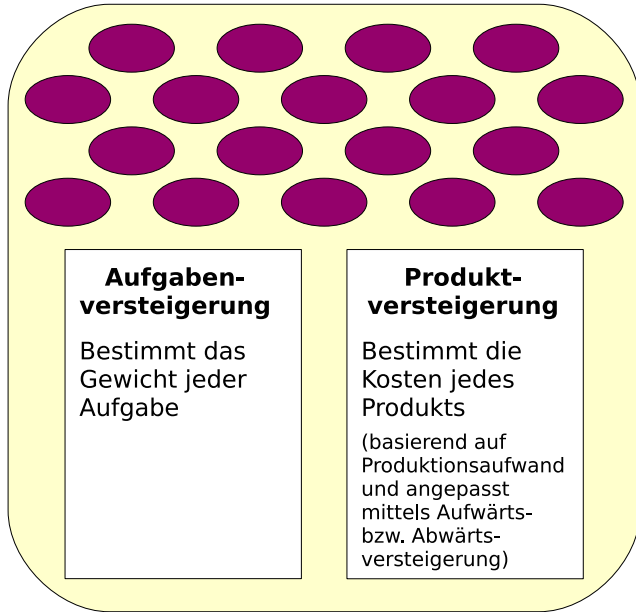 Aufgaben-
versteigerung
Bestimmt das
Gewicht jeder
Aufgabe
Produkt-
versteigerung
Bestimmt die
Kosten jedes
Produkts
(basierend auf
Produktionsaufwand
und angepasst
mittels Aufwärts-
bzw. Abwärts-
versteigerung)